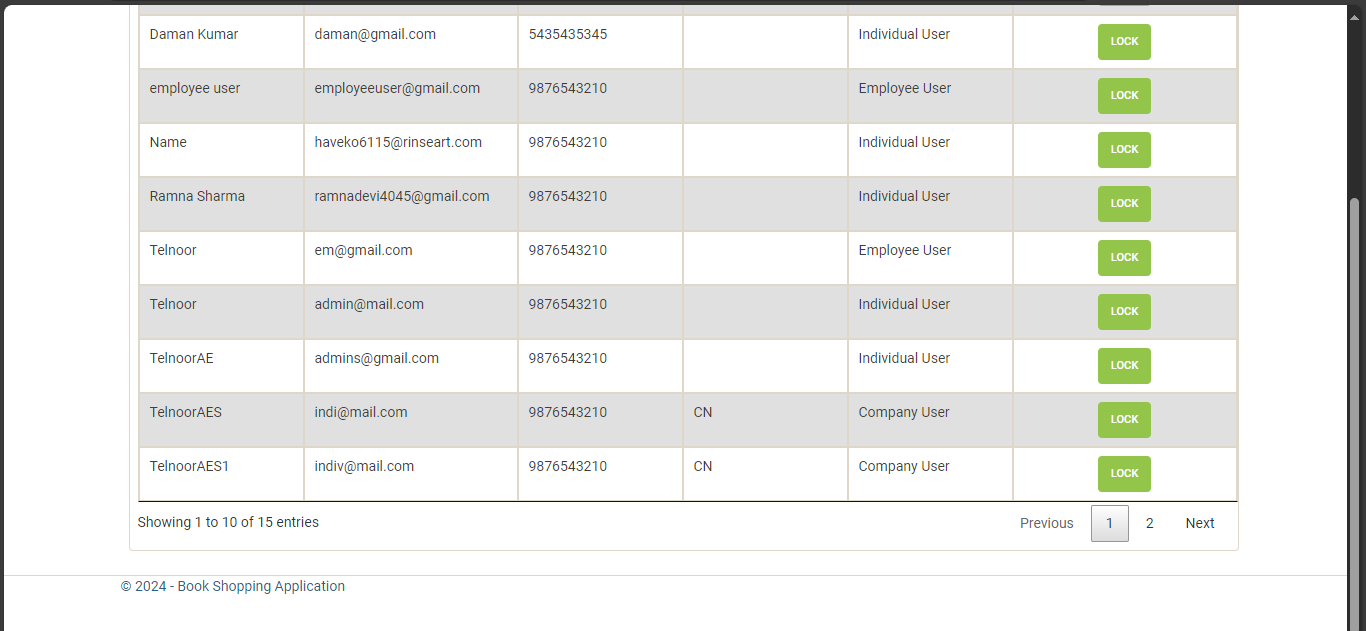 Daman Kumar daman@gmail.com 5435435345 Individual User LOCK
employee user employeeuser@gmail.com 9876543210 Employee User LOCK
Name haveko6115@rinseart.com 9876543210 Individual User LOCK
Ramna Sharma ramnadevi4045@gmail.com 9876543210 Individual User LOCK
Telnoor em@gmail.com 9876543210 Employee User LOCK
Telnoor admin@mail.com 9876543210 Individual User LOCK
TelnoorAE admins@gmail.com 9876543210 Individual User LOCK
TelnoorAES indi@mail.com 9876543210 CN Company User LOCK
TelnoorAES1 indiv@mail.com 9876543210 CN Company User LOCK
Showing 1 to 10 of 15 entries Previous 1 2 Next
© 2024 - Book Shopping Application